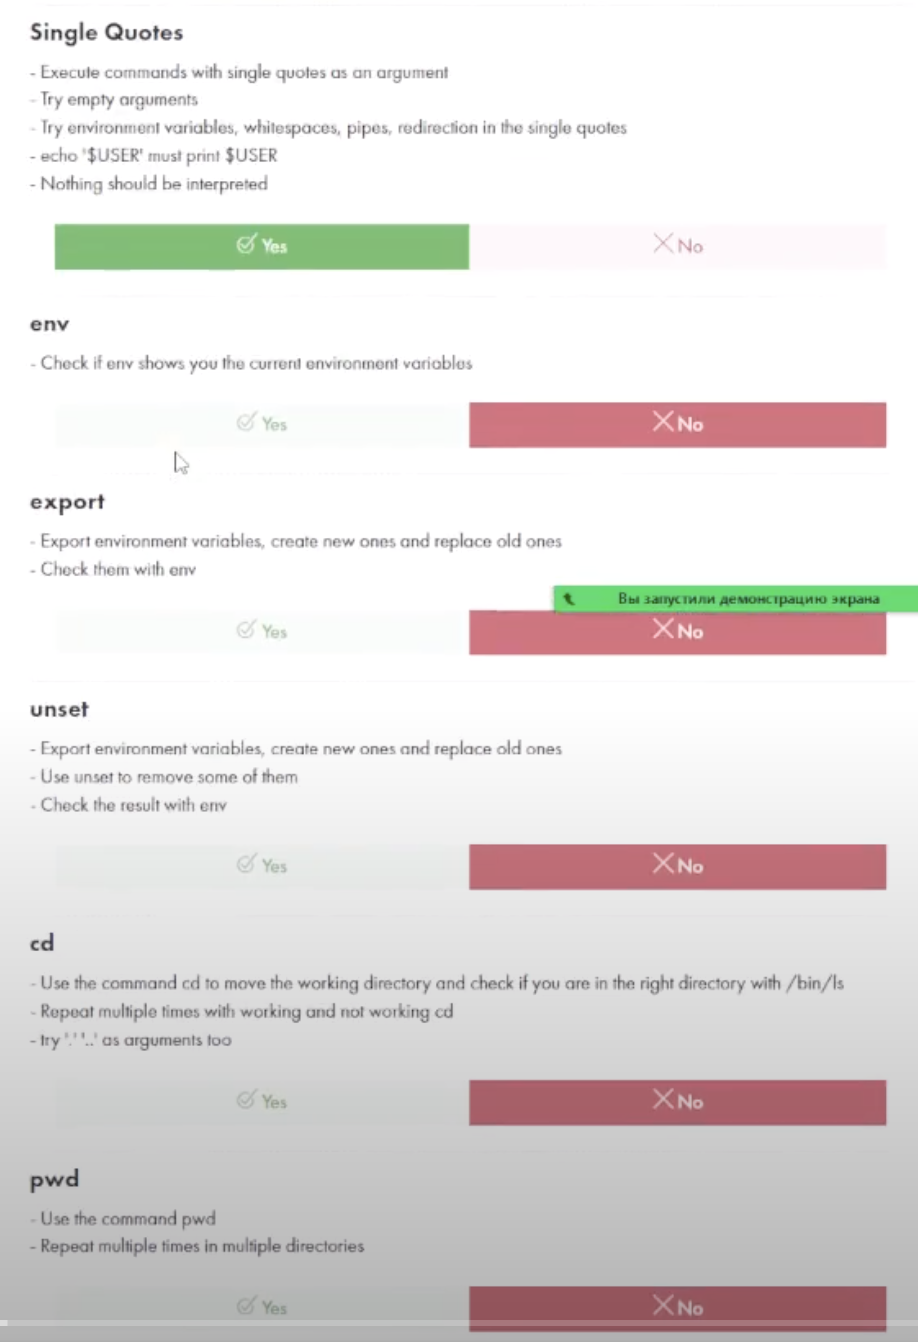 Single Quotes
- Execute commands with single quotes as an argument
- Try empty arguments
- Try environment variables, whitespaces, pipes, redirection in the single quotes
- echo '$USER' must print $USER
- Nothing should be interpreted
Yes
No
env
- Check if env shows you the current environment variables
Yes
No
export
- Export environment variables, create new ones and replace old ones
- Check them with env
Вы запустили демонстрацию экрана
Yes
No
unset
- Export environment variables, create new ones and replace old ones
- Use unset to remove some of them
- Check the result with env
Yes
No
cd
- Use the command cd to move the working directory and check if you are in the right directory with /bin/ls
- Repeat multiple times with working and not working cd
- try '.' '..' as arguments too
Yes
No
pwd
- Use the command pwd
- Repeat multiple times in multiple directories
Yes
No